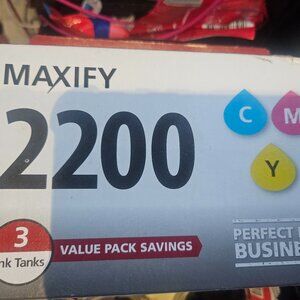 MAXIFY
2200
C
M
Y
3
nk Tanks
VALUE PACK SAVINGS
PERFECT
BUSINE